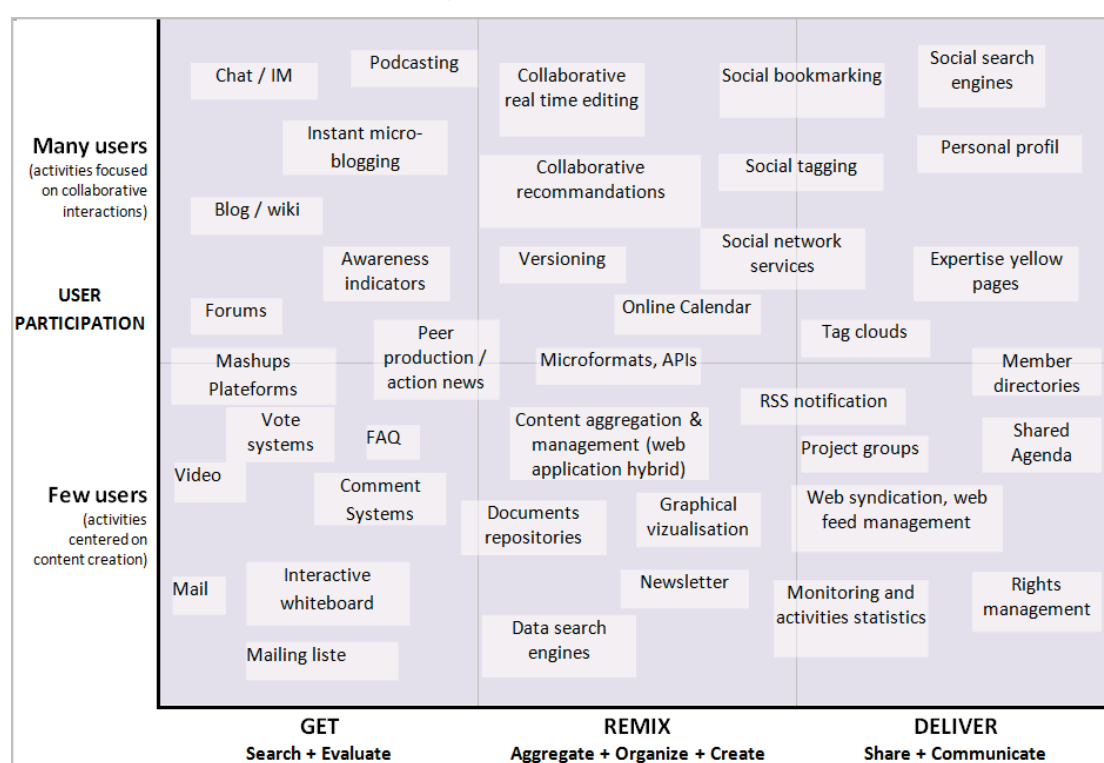 Many users
(activities focused
on collaborative
interactions)
USER
PARTICIPATION
Few users
(activities
centered on
content creation)
Chat / IM
Podcasting
Instant micro-
blogging
Blog / wiki
Awareness
indicators
Forums
Peer
production /
action news
Mashups
Plateforms
Vote
systems
FAQ
Video
Comment
Systems
Mail
Interactive
whiteboard
Mailing liste
Collaborative
real time editing
Collaborative
recommandations
Versioning
Online Calendar
Microformats, APIs
Content aggregation &
management (web
application hybrid)
Documents
repositories
Graphical
vizualisation
Newsletter
Data search
engines
Social bookmarking
Social tagging
Social network
services
Social search
engines
Personal profil
Expertise yellow
pages
Tag clouds
Member
directories
RSS notification
Project groups
Shared
Agenda
Web syndication, web
feed management
Monitoring and
activities statistics
Rights
management
GET
Search + Evaluate
REMIX
Aggregate + Organize + Create
DELIVER
Share + Communicate